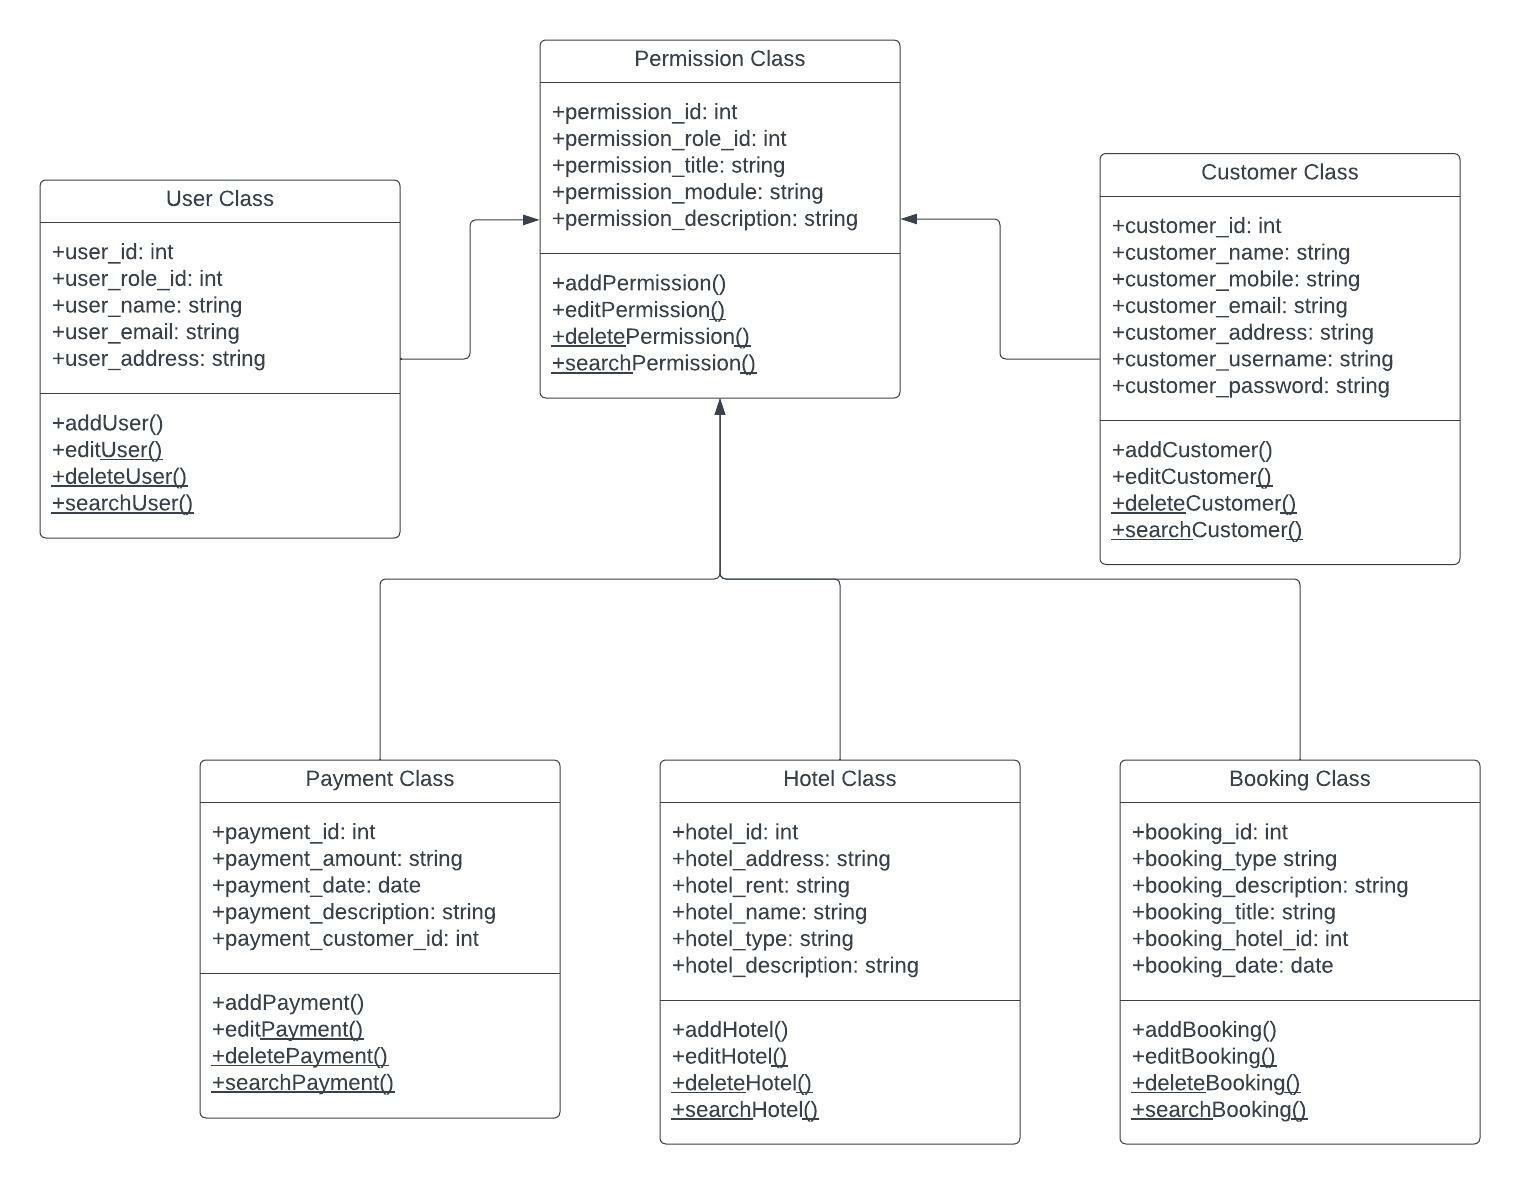 Permission Class
+permission_id: int
+permission_role_id: int
+permission_title: string
+permission_module: string
+permission_description: string
+addPermission()
+editPermission()
+deletePermission()
+searchPermission()
User Class
+user_id: int
+user_role_id: int
+user_name: string
+user_email: string
+user_address: string
+addUser()
+editUser()
+deleteUser()
+searchUser()
Customer Class
+customer_id: int
+customer_name: string
+customer_mobile: string
+customer_email: string
+customer_address: string
+customer_username: string
+customer_password: string
+addCustomer()
+editCustomer()
+deleteCustomer()
+searchCustomer()
Payment Class
+payment_id: int
+payment_amount: string
+payment_date: date
+payment_description: string
+payment_customer_id: int
+addPayment()
+editPayment()
+deletePayment()
+searchPayment()
Hotel Class
+hotel_id: int
+hotel_address: string
+hotel_rent: string
+hotel_name: string
+hotel_type: string
+hotel_description: string
+addHotel()
+editHotel()
+deleteHotel()
+searchHotel()
Booking Class
+booking_id: int
+booking_type string
+booking_description: string
+booking_title: string
+booking_hotel_id: int
+booking_date: date
+addBooking()
+editBooking()
+deleteBooking()
+searchBooking()